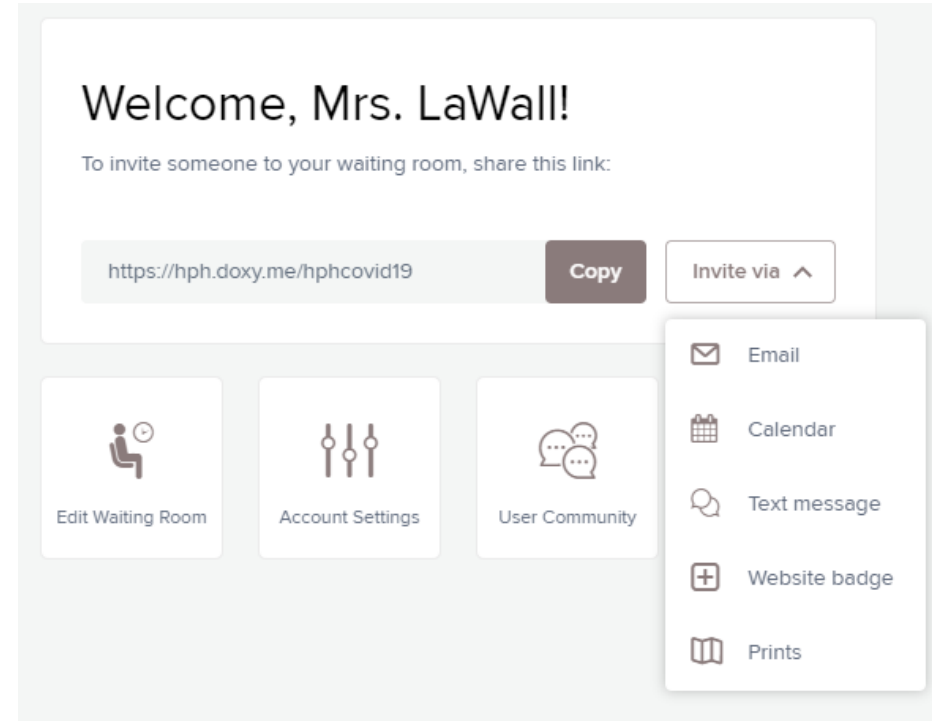 Welcome, Mrs. LaWall!
To invite someone to your waiting room, share this link:
https://hph.doxy.me/hphcovid19
Copy
Invite via
Email
Calendar
Text message
Website badge
Prints
Edit Waiting Room
Account Settings
User Community